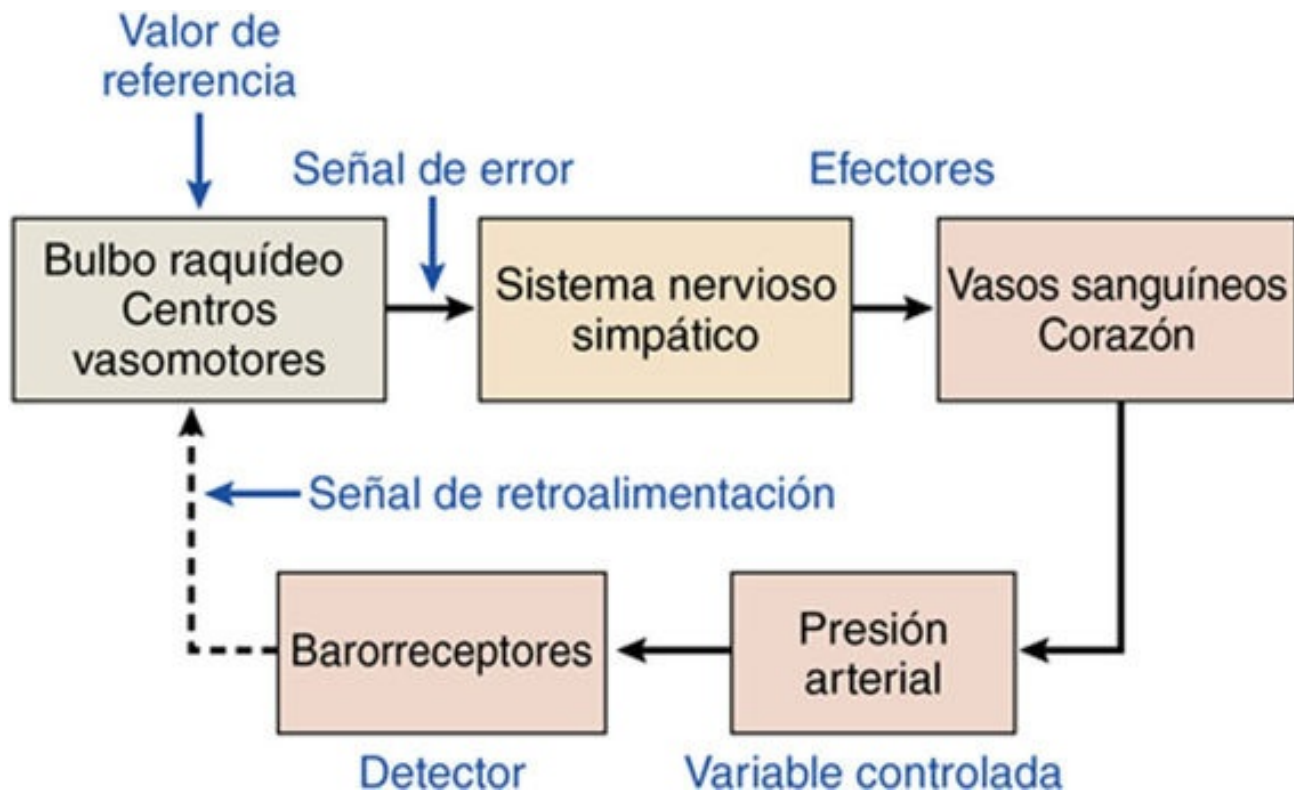 Valor de
referencia
Señal de error
Efectores
Bulbo raquídeo
Centros
vasomotores
Sistema nervioso
simpático
Vasos sanguíneos
Corazón
Señal de retroalimentación
Barorreceptores
Presión
arterial
Detector
Variable controlada